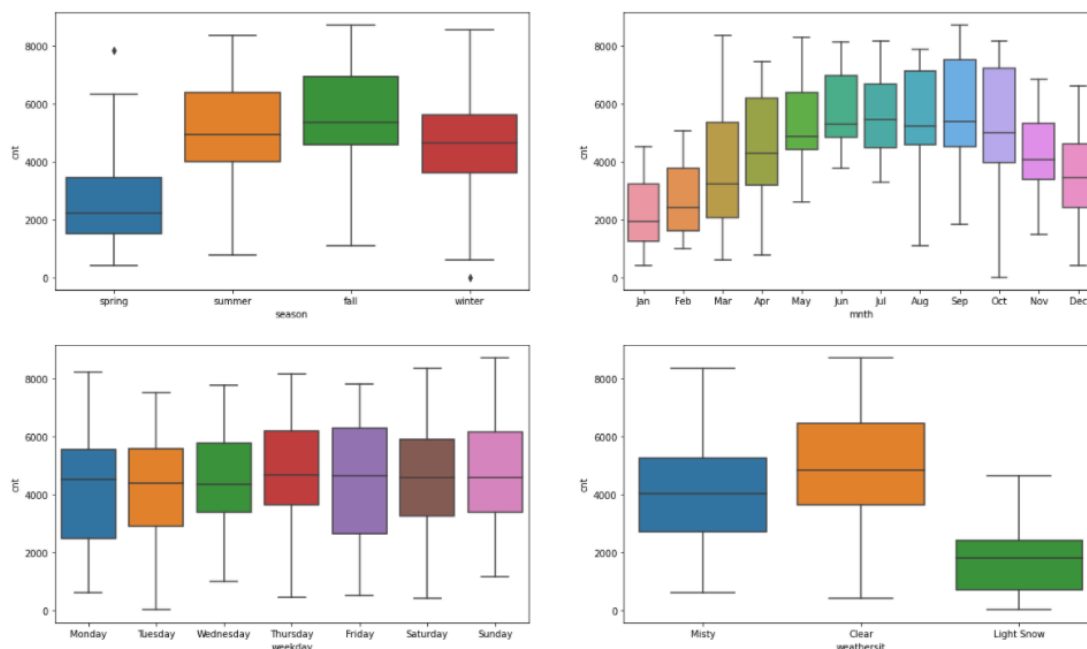 8000
6000
4000
2000
0
cnt
spring summer fall winter
season
8000
6000
4000
2000
0
cnt
Jan Feb Mar Apr May Jun Jul Aug Sep Oct Nov Dec
mnth
8000
6000
4000
2000
0
cnt
Monday Tuesday Wednesday Thursday Friday Saturday Sunday
weekday
8000
6000
4000
2000
0
cnt
Misty Clear Light Snow
weathersit